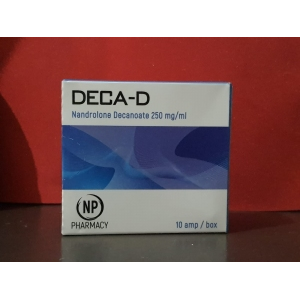 DECA-D
Nandrolone Decanoate 250 mg/ml
NP
PHARMACY
10 amp / box